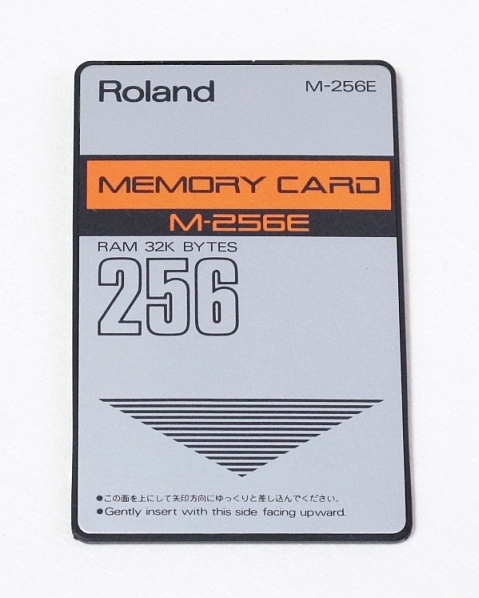 Roland M-256E
MEMORY CARD
M-256E
RAM 32K BYTES
256
●この面を上にして矢印方向にゆっくりと差し込んでください。
●Gently insert with this side facing upward.